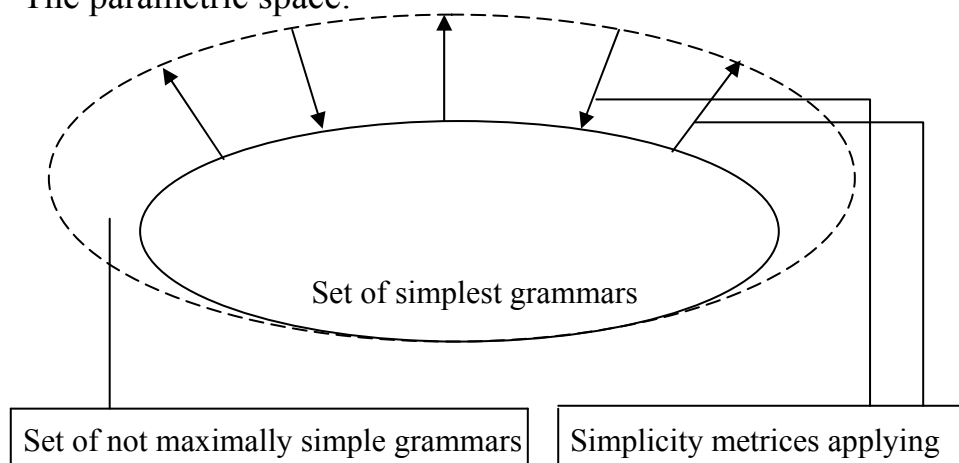 The parametric space:
Set of simplest grammars
Set of not maximally simple grammars
Simplicity metrices applying